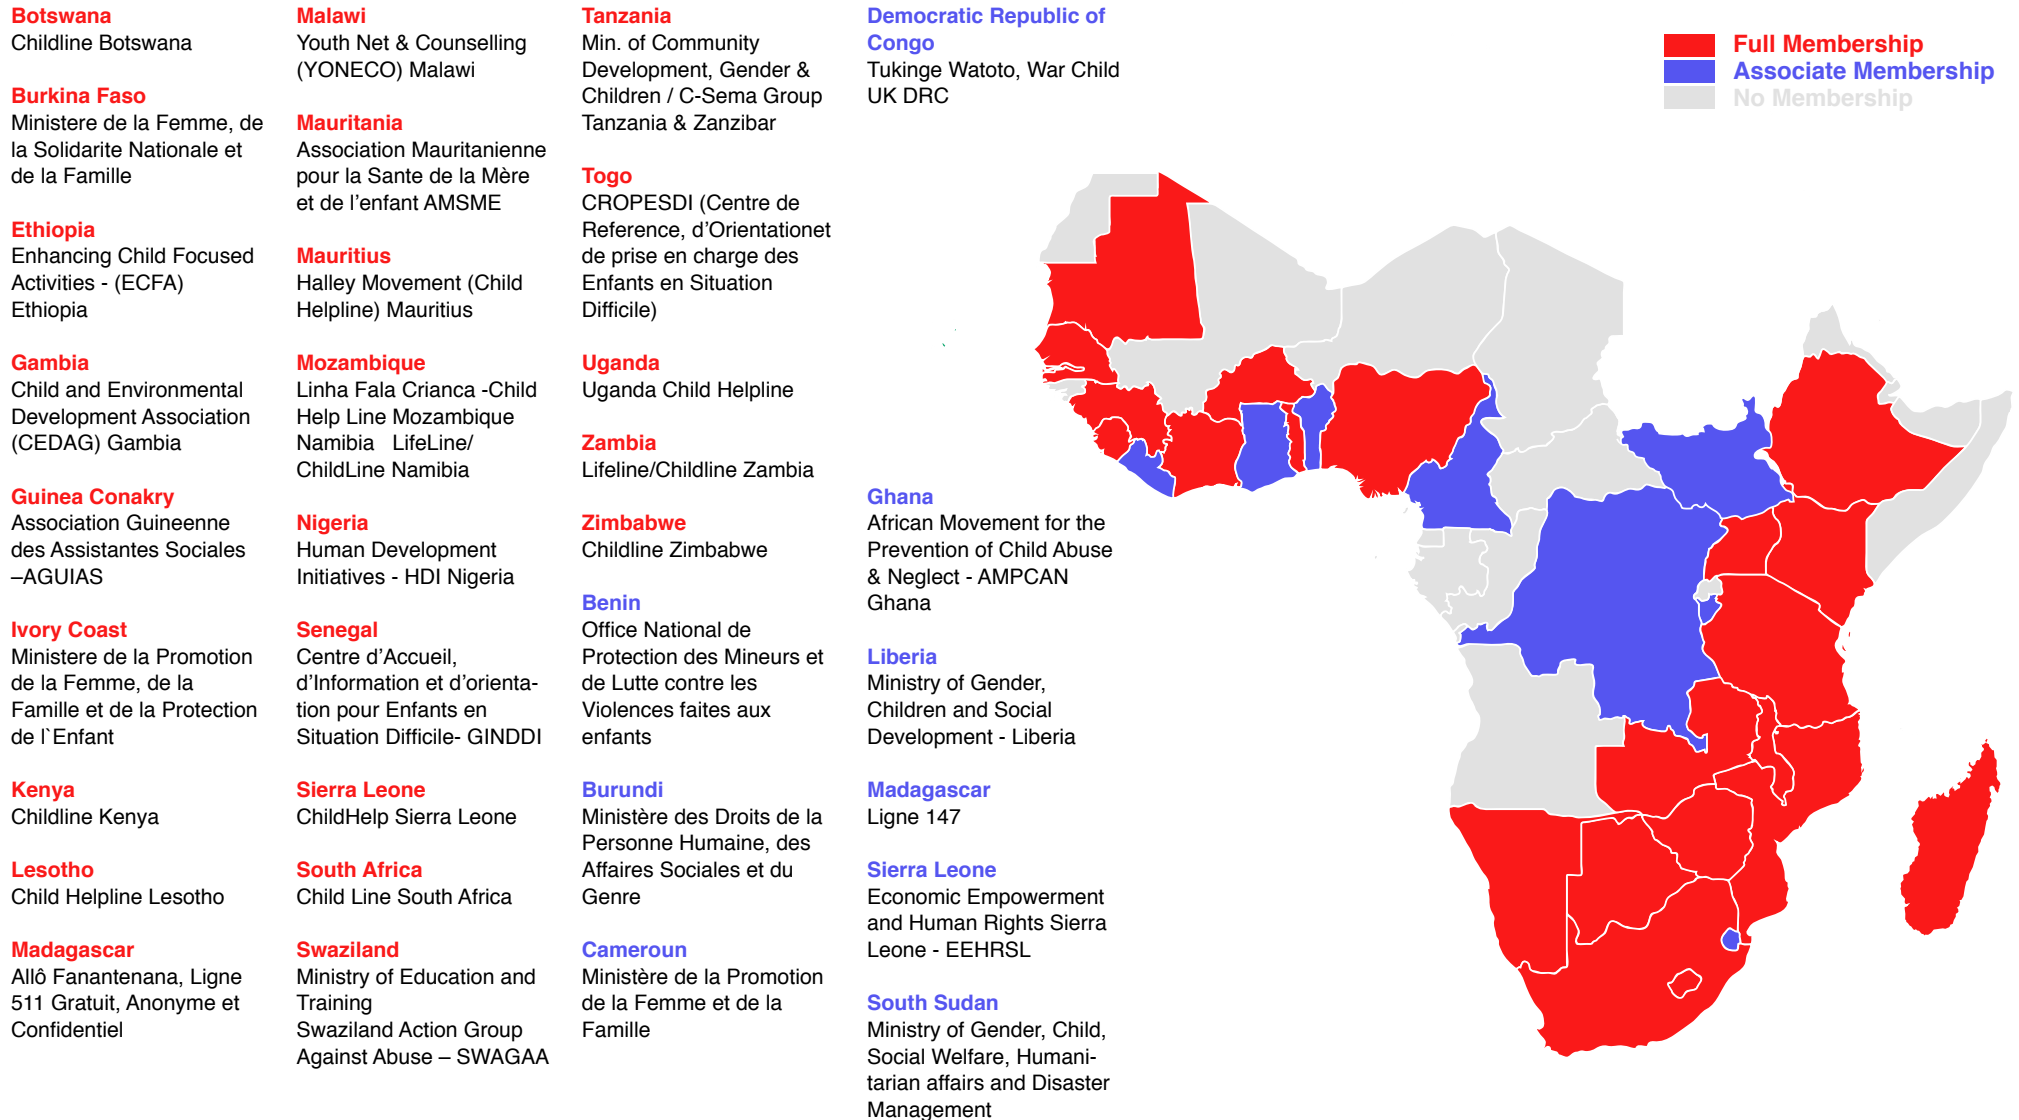 Botswana
Childline Botswana
Burkina Faso
Ministere de la Femme, de
la Solidarite Nationale et
de la Famille
Ethiopia
Enhancing Child Focused
Activities - (ECFA)
Ethiopia
Gambia
Child and Environmental
Development Association
(CEDAG) Gambia
Guinea Conakry
Association Guineenne
des Assistantes Sociales
–AGUIAS
Ivory Coast
Ministere de la Promotion
de la Femme, de la
Famille et de la Protection
de l`Enfant
Kenya
Childline Kenya
Lesotho
Child Helpline Lesotho
Madagascar
Allô Fanantenana, Ligne
511 Gratuit, Anonyme et
Confidentiel
Malawi
Youth Net & Counselling
(YONECO) Malawi
Mauritania
Association Mauritanienne
pour la Sante de la Mère
et de l’enfant AMSME
Mauritius
Halley Movement (Child
Helpline) Mauritius
Mozambique
Linha Fala Crianca -Child
Help Line Mozambique
Namibia LifeLine/
ChildLine Namibia
Nigeria
Human Development
Initiatives - HDI Nigeria
Senegal
Centre d’Accueil,
d’Information et d’orienta-
tion pour Enfants en
Situation Difficile- GINDDI
Sierra Leone
ChildHelp Sierra Leone
South Africa
Child Line South Africa
Swaziland
Ministry of Education and
Training
Swaziland Action Group
Against Abuse – SWAGAA
Tanzania
Min. of Community
Development, Gender &
Children / C-Sema Group
Tanzania & Zanzibar
Togo
CROPESDI (Centre de
Reference, d’Orientationet
de prise en charge des
Enfants en Situation
Difficile)
Uganda
Uganda Child Helpline
Zambia
Lifeline/Childline Zambia
Zimbabwe
Childline Zimbabwe
Benin
Office National de
Protection des Mineurs et
de Lutte contre les
Violences faites aux
enfants
Burundi
Ministère des Droits de la
Personne Humaine, des
Affaires Sociales et du
Genre
Cameroun
Ministère de la Promotion
de la Femme et de la
Famille
Democratic Republic of
Congo
Tukinge Watoto, War Child
UK DRC
Ghana
African Movement for the
Prevention of Child Abuse
& Neglect - AMPCAN
Ghana
Liberia
Ministry of Gender,
Children and Social
Development - Liberia
Madagascar
Ligne 147
Sierra Leone
Economic Empowerment
and Human Rights Sierra
Leone - EEHRSL
South Sudan
Ministry of Gender, Child,
Social Welfare, Humani-
tarian affairs and Disaster
Management
Full Membership
Associate Membership
No Membership